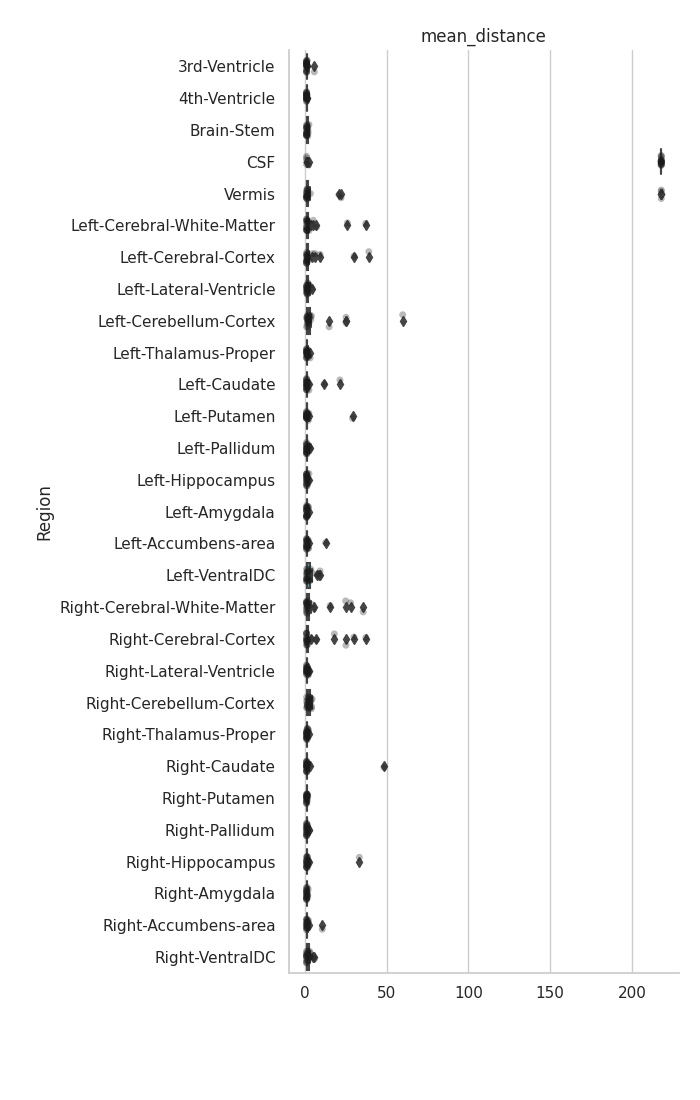 mean_distance
3rd-Ventricle
4th-Ventricle
Brain-Stem
CSF
Vermis
Left-Cerebral-White-Matter
Left-Cerebral-Cortex
Left-Lateral-Ventricle
Left-Cerebellum-Cortex
Left-Thalamus-Proper
Left-Caudate
Left-Putamen
Left-Pallidum
Left-Hippocampus
Region
Left-Amygdala
Left-Accumbens-area
Left-VentralDC
Right-Cerebral-White-Matter
Right-Cerebral-Cortex
Right-Lateral-Ventricle
Right-Cerebellum-Cortex
Right-Thalamus-Proper
Right-Caudate
Right-Putamen
Right-Pallidum
Right-Hippocampus
Right-Amygdala
Right-Accumbens-area
Right-VentralDC
0 50 100 150 200